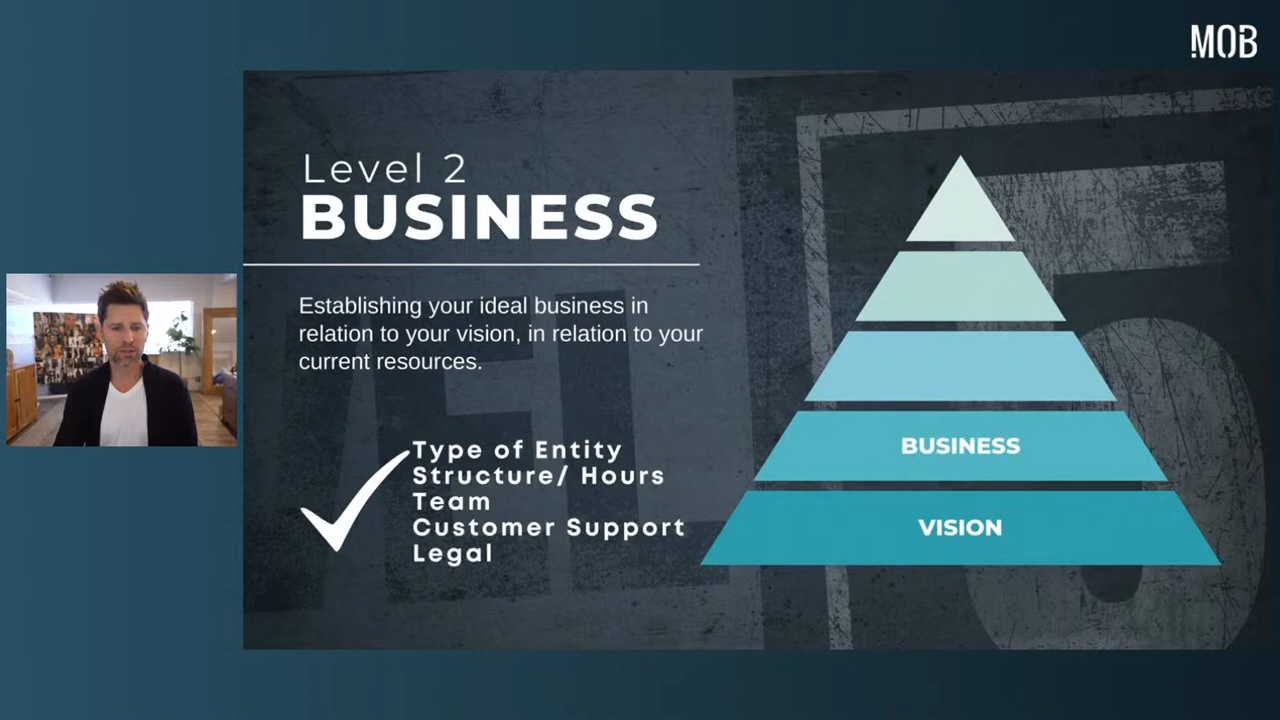 MOB
Level 2
BUSINESS
Establishing your ideal business in
relation to your vision, in relation to your
current resources.
Type of Entity
Structure/ Hours
Team
Customer Support
Legal
BUSINESS
VISION